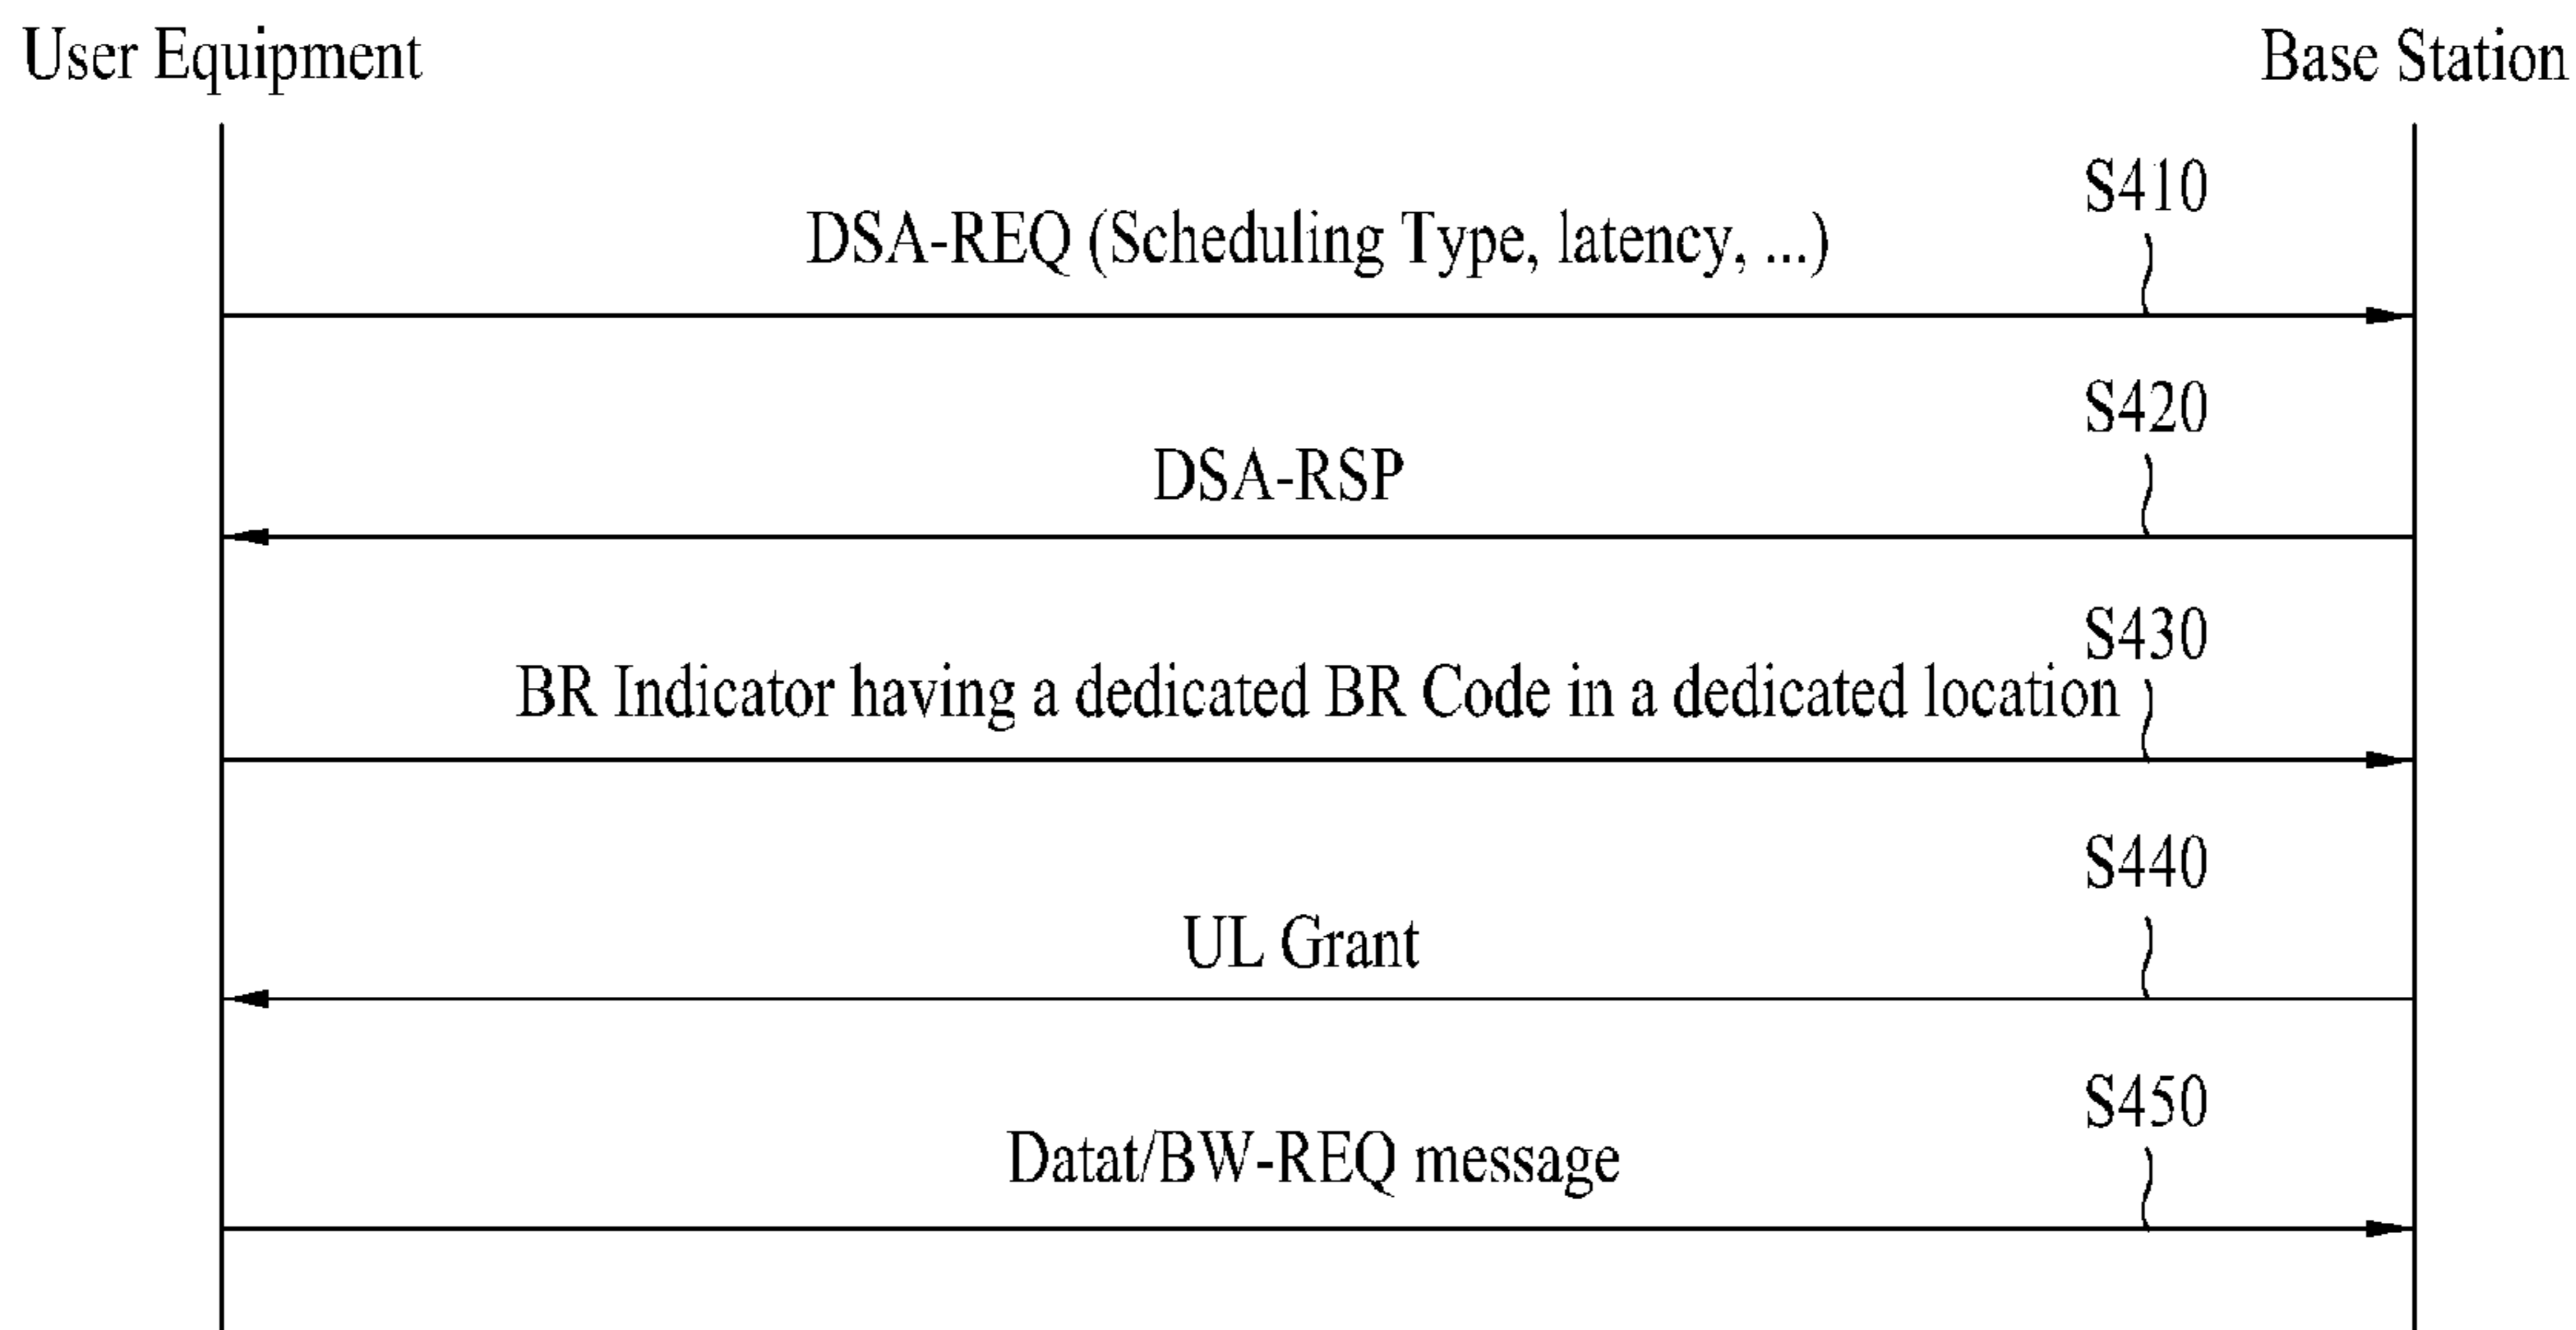 User Equipment
Base Station
S410
DSA-REQ (Scheduling Type, latency, ...)
S420
DSA-RSP
S430
BR Indicator having a dedicated BR Code in a dedicated location
S440
UL Grant
S450
Datat/BW-REQ message